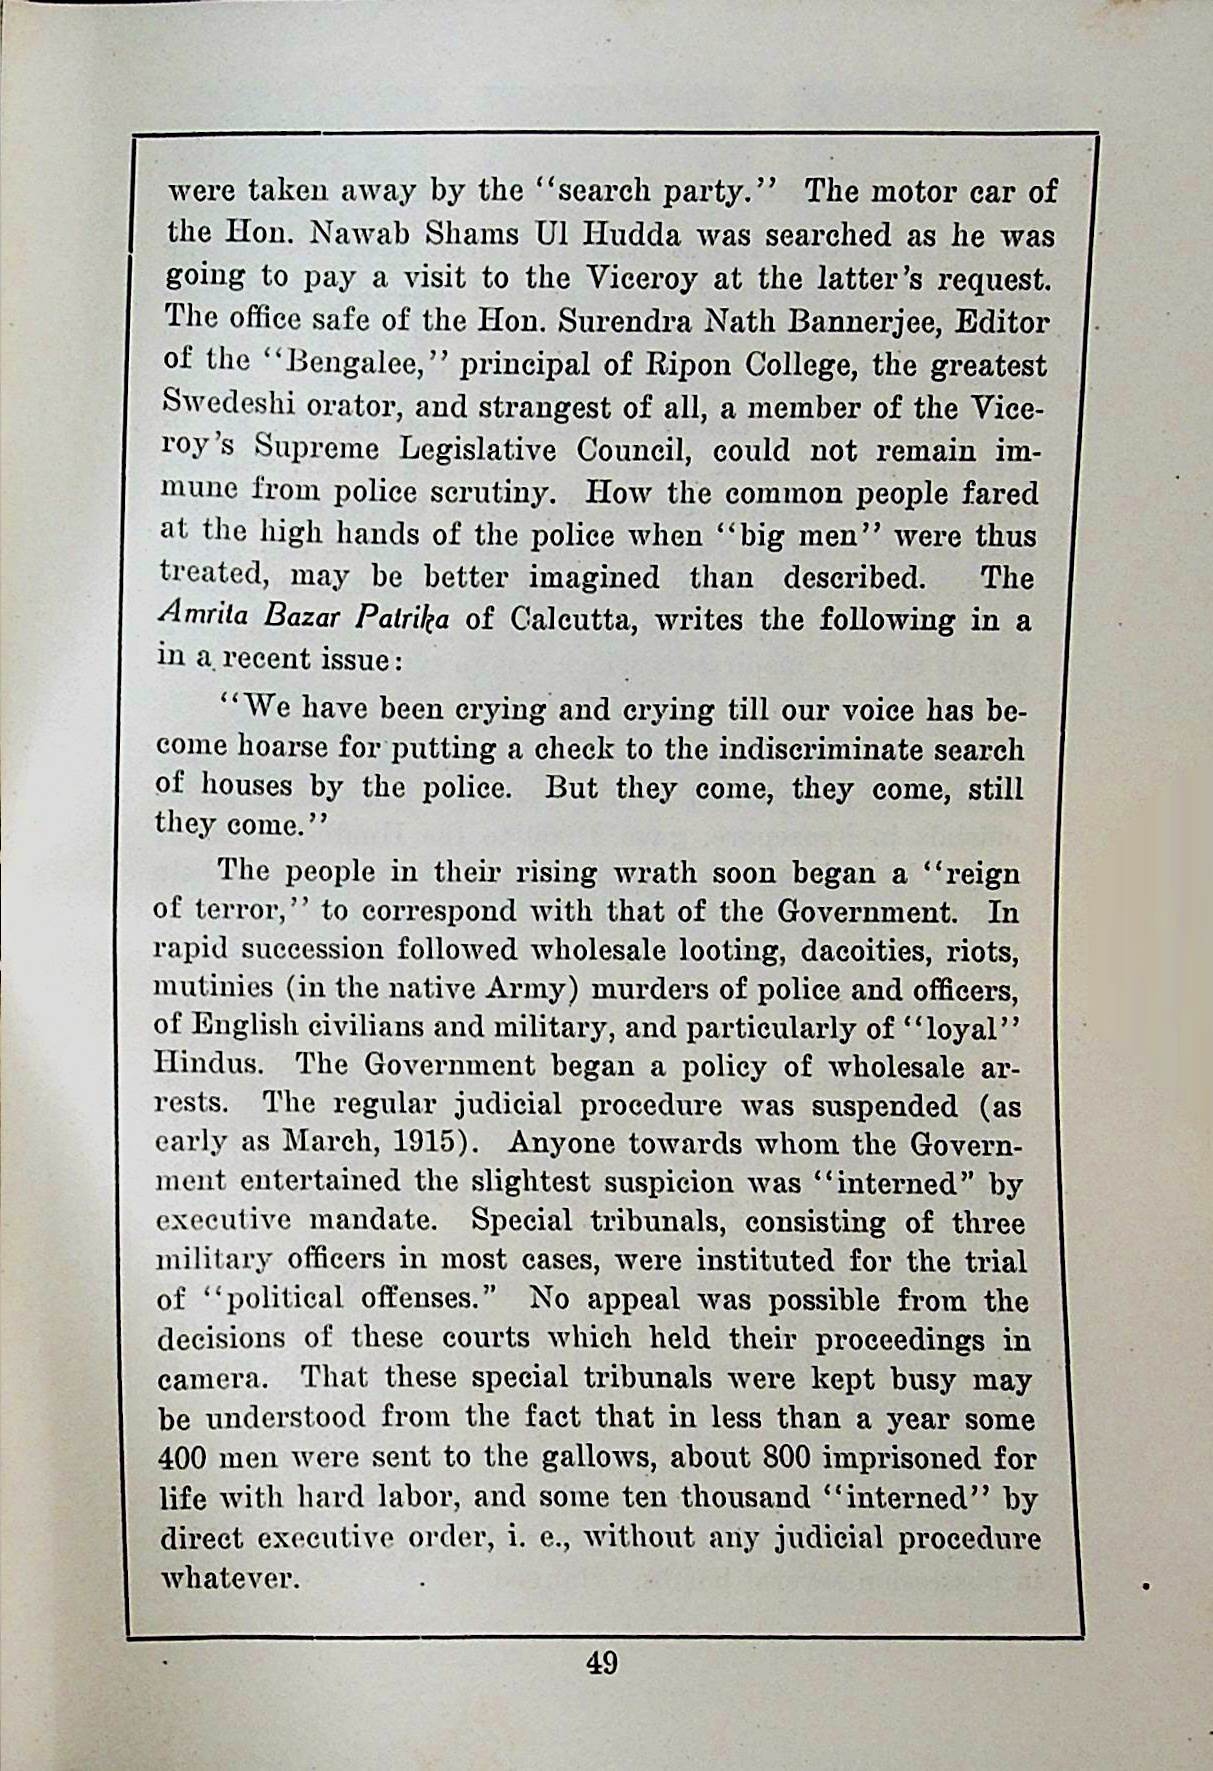 were taken away by the ‘‘search party.’’ The motor car of
the Hon. Nawab Shams Ul Hudda was searched as he was
going to pay a visit to the Viceroy at the latter’s request.
The office safe of the Hon. Surendra Nath Bannerjee, Editor
of the ‘‘Bengalee,’’ principal of Ripon College, the greatest
Swedeshi orator, and strangest of all, a member of the Vice-
roy’s Supreme Legislative Council, could not remain im-
mune from police scrutiny. How the common people fared
at the high hands of the police when ‘‘big men’’ were thus
treated, may be better imagined than described. The
Amrita Bazar Patrika of Calcutta, writes the following in a
in a recent issue:
‘‘We have been crying and crying till our voice has be-
come hoarse for putting a check to the indiscriminate search
of houses by the police. But they come, they come, still
they come.’’
The people in their rising wrath soon began a ‘‘reign
of terror,’’ to correspond with that of the Government. In
rapid succession followed wholesale looting, dacoities, riots,
mutinies (in the native Army) murders of police and officers,
of English civilians and military, and particularly of ‘‘loyal’’
Hindus. The Government began a policy of wholesale ar-
rests. The regular judicial procedure was suspended (as
early as March, 1915). Anyone towards whom the Govern-
ment entertained the slightest suspicion was ‘‘interned” by
executive mandate. Special tribunals, consisting of three
military officers in most cases, were instituted for the trial
of ‘‘political offenses.” No appeal was possible from the
decisions of these courts which held their proceedings in
camera. That these special tribunals were kept busy may
be understood from the fact that in less than a year some
400 men were sent to the gallows, about 800 imprisoned for
life with hard labor, and some ten thousand ‘‘interned’’ by
direct executive order, i. e., without any judicial procedure
whatever.
49